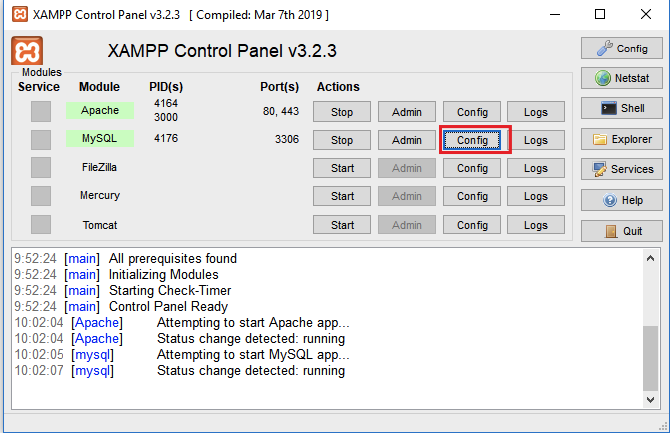 XAMPP Control Panel v3.2.3 [ Compiled: Mar 7th 2019 ]
XAMPP Control Panel v3.2.3
Config
Modules
Service Module PID(s) Port(s) Actions
Netstat
Apache 4164 3000 80, 443 Stop Admin Config Logs
Shell
MySQL 4176 3306 Stop Admin Config Logs
Explorer
FileZilla Start Admin Config Logs
Services
Mercury Start Admin Config Logs
Help
Tomcat Start Admin Config Logs
Quit
9:52:24 [main] All prerequisites found
9:52:24 [main] Initializing Modules
9:52:24 [main] Starting Check-Timer
9:52:24 [main] Control Panel Ready
10:02:04 [Apache] Attempting to start Apache app...
10:02:04 [Apache] Status change detected: running
10:02:05 [mysql] Attempting to start MySQL app...
10:02:07 [mysql] Status change detected: running